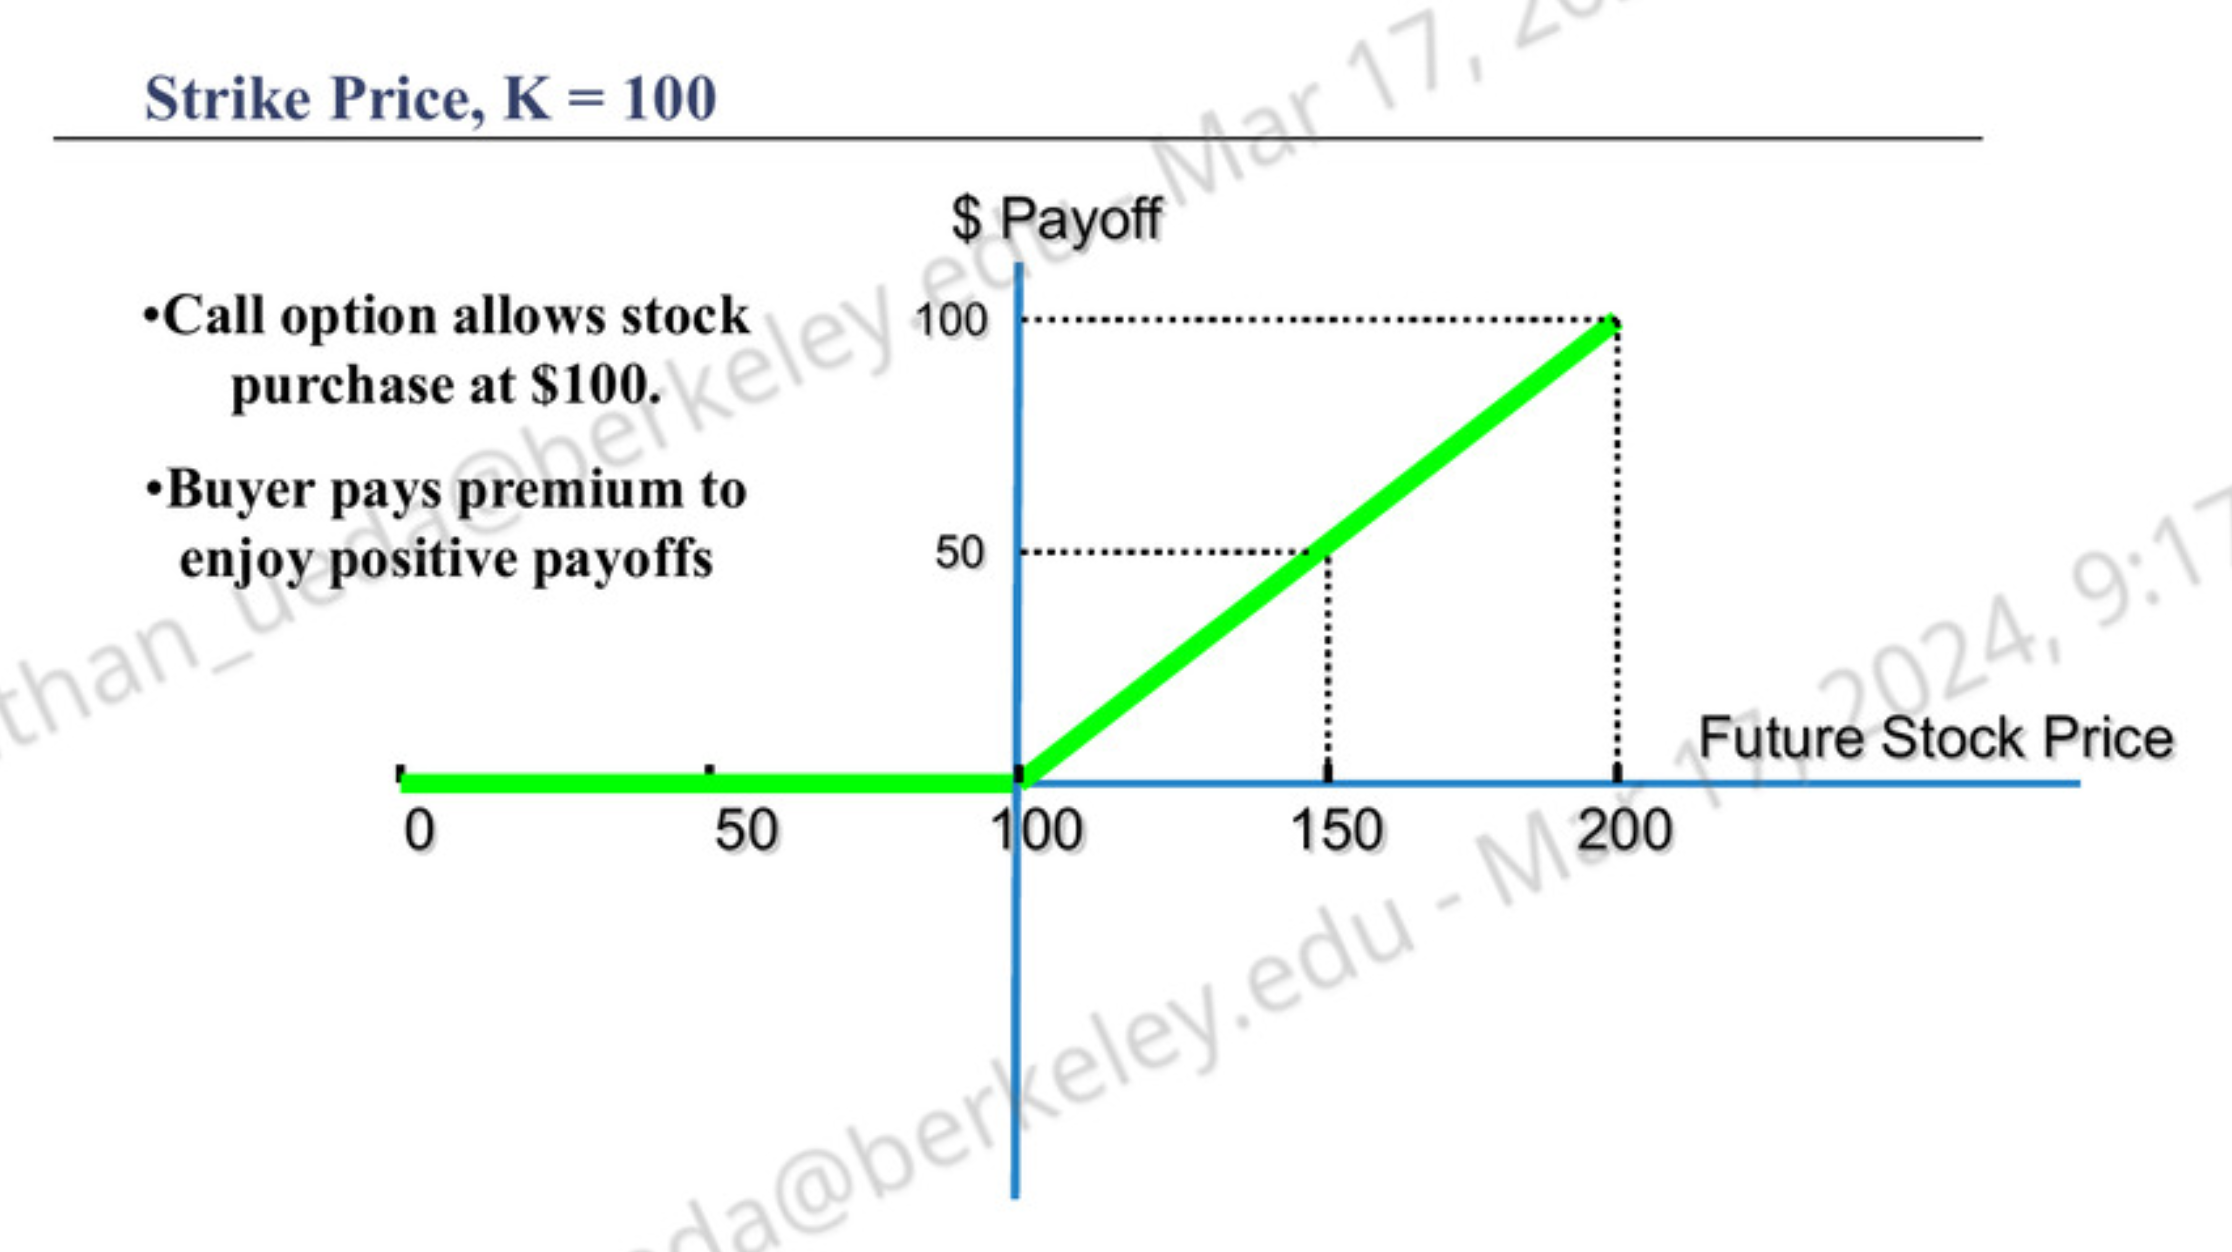 Strike Price, K = 100
$ Payoff
•Call option allows stock
purchase at $100.
•Buyer pays premium to
enjoy positive payoffs
100
50
Future Stock Price
0 50 100 150 200
than_ueda@berkeley.edu - Mar 17,
eda@berkeley.edu - Mar 17, 2024, 9:17